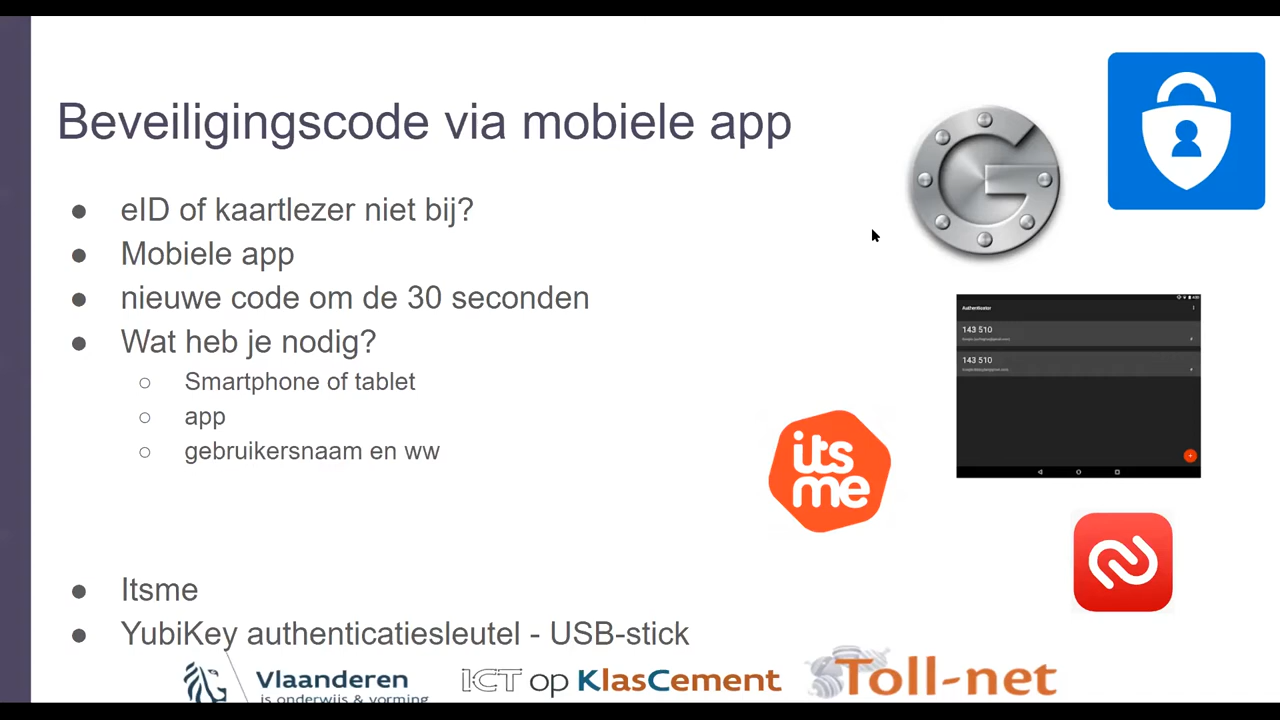 Beveiligingscode via mobiele app
eID of kaartlezer niet bij?
Mobiele app
nieuwe code om de 30 seconden
Wat heb je nodig?
Smartphone of tablet
app
gebruikersnaam en ww
Authenticator
143 510
143 510
its
me
Itsme
YubiKey authenticatiesleutel - USB-stick
Vlaanderen
is onderwijs & vorming
ICT op KlasCement
Toll-net